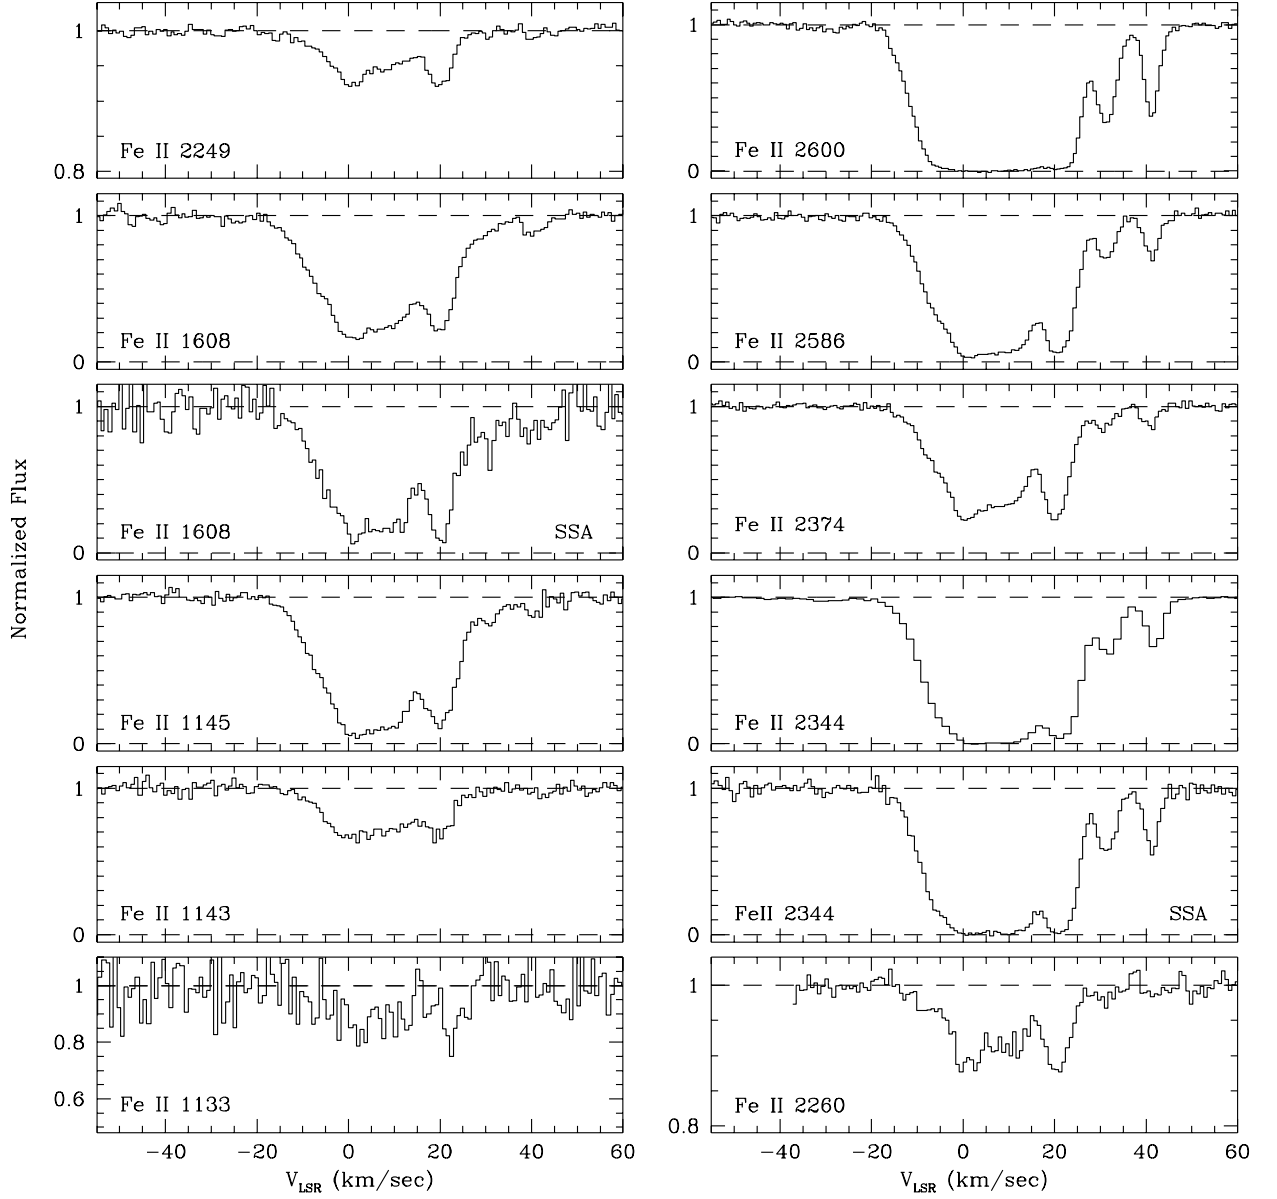 1
0.8
Fe II 2249
1
0
Fe II 1608
1
0
Fe II 1608 SSA
1
0
Fe II 1145
1
0
Fe II 1143
1
0.8
0.6
Fe II 1133
−40 −20 0 20 40 60
V_LSR (km/sec)
Normalized Flux
1
0
Fe II 2600
1
0
Fe II 2586
1
0
Fe II 2374
1
0
Fe II 2344
1
0
FeII 2344 SSA
1
0.8
Fe II 2260
−40 −20 0 20 40 60
V_LSR (km/sec)